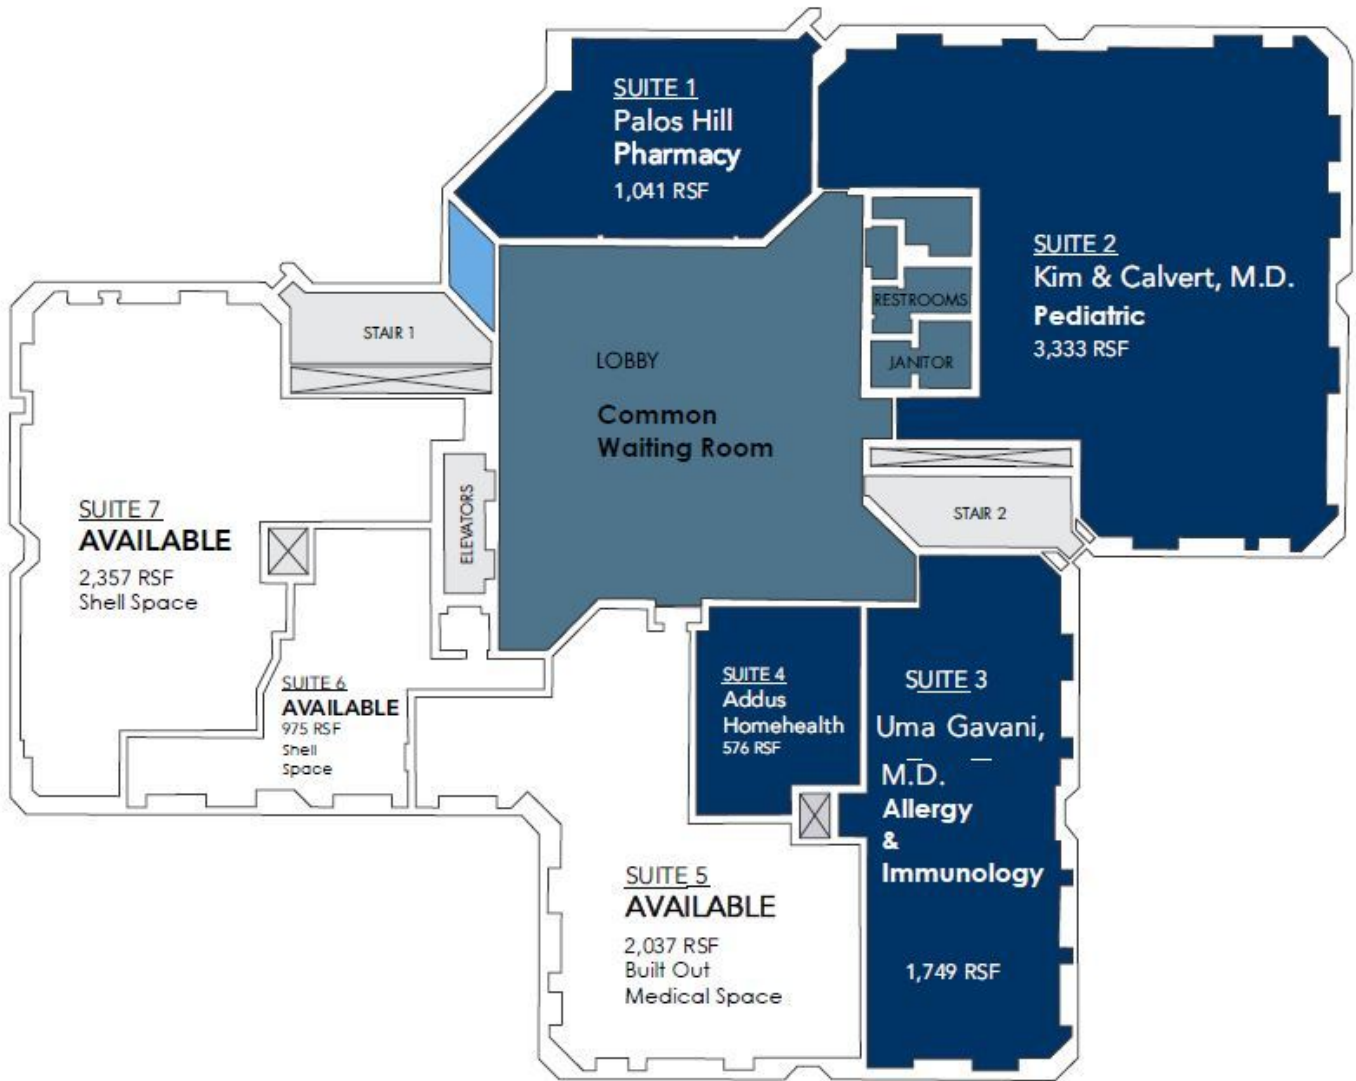 SUITE 1
Palos Hill
Pharmacy
1,041 RSF
SUITE 2
Kim & Calvert, M.D.
Pediatric
3,333 RSF
RESTROOMS
JANITOR
STAIR 1
LOBBY
Common
Waiting Room
ELEVATORS
STAIR 2
SUITE 7
AVAILABLE
2,357 RSF
Shell Space
SUITE 6
AVAILABLE
975 RSF
Shell
Space
SUITE 4
Addus
Homehealth
576 RSF
SUITE 3
Uma Gavani,
M.D.
Allergy
&
Immunology
1,749 RSF
SUITE 5
AVAILABLE
2,037 RSF
Built Out
Medical Space